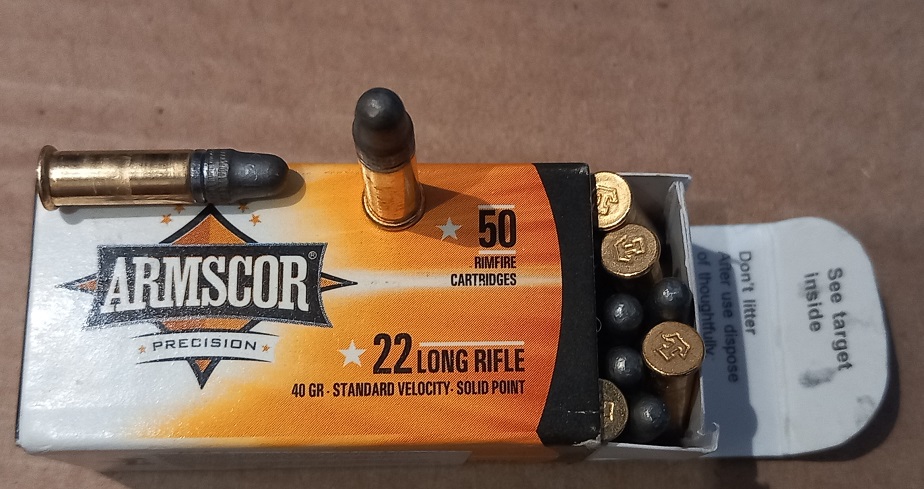 ARMSCOR®
PRECISION
50
RIMFIRE
CARTRIDGES
22 LONG RIFLE
40 GR · STANDARD VELOCITY · SOLID POINT
See target
inside
Don't litter
After use dispose
of thoughtfully